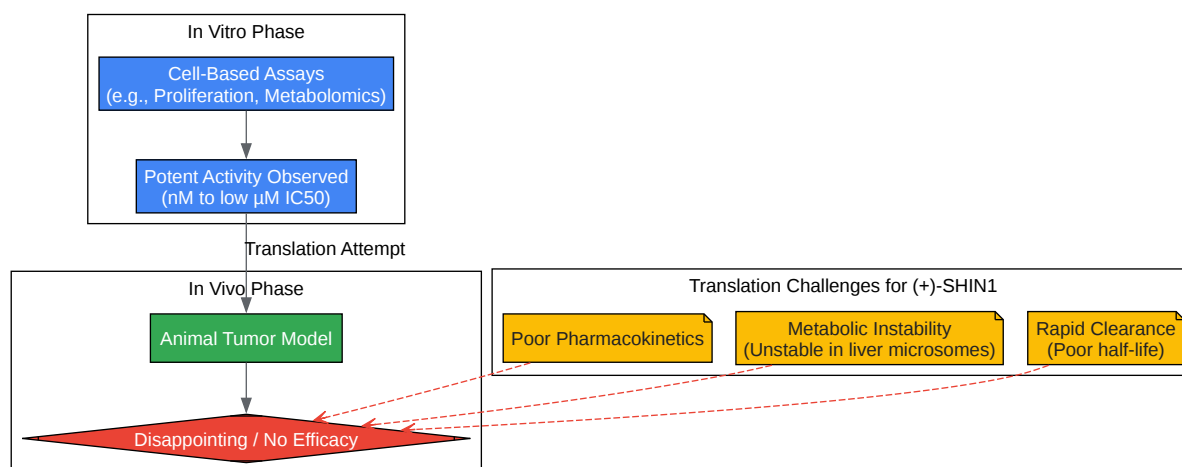 In Vitro Phase
Cell-Based Assays
(e.g., Proliferation, Metabolomics)
Potent Activity Observed
(nM to low µM IC50)
Translation Attempt
In Vivo Phase
Animal Tumor Model
Disappointing / No Efficacy
Translation Challenges for (+)-SHIN1
Poor Pharmacokinetics
Metabolic Instability
(Unstable in liver microsomes)
Rapid Clearance
(Poor half-life)